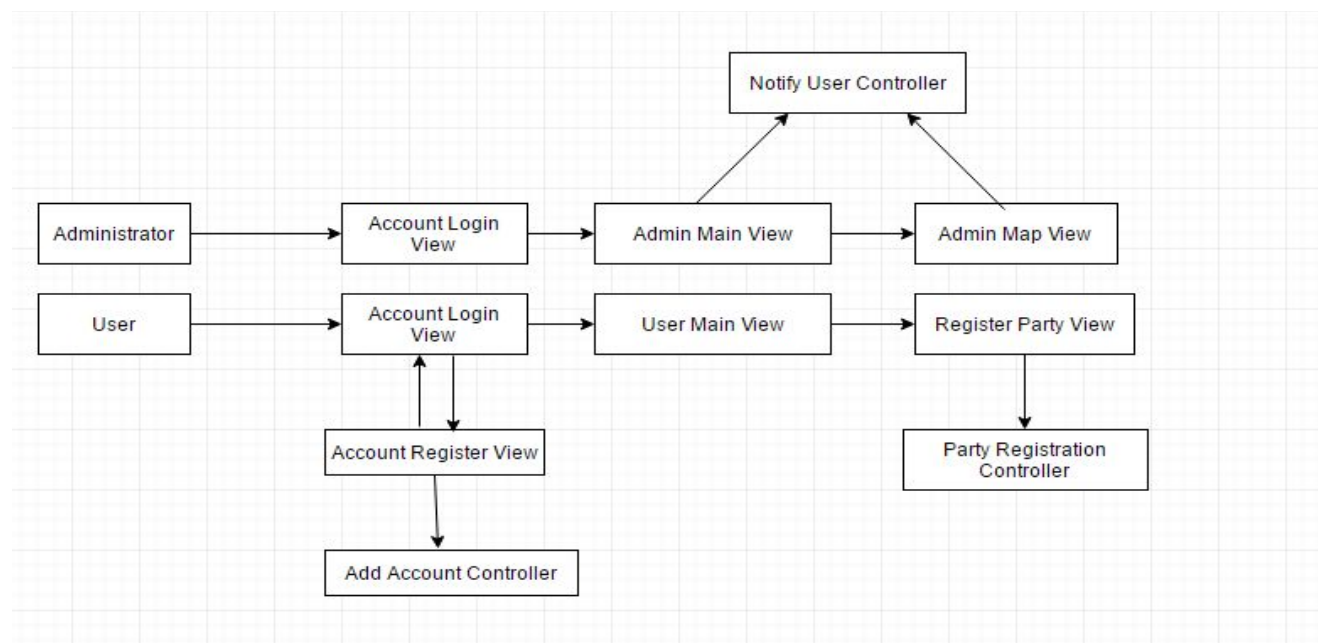 Notify User Controller
Administrator
Account Login
View
Admin Main View
Admin Map View
User
Account Login
View
User Main View
Register Party View
Account Register View
Party Registration
Controller
Add Account Controller